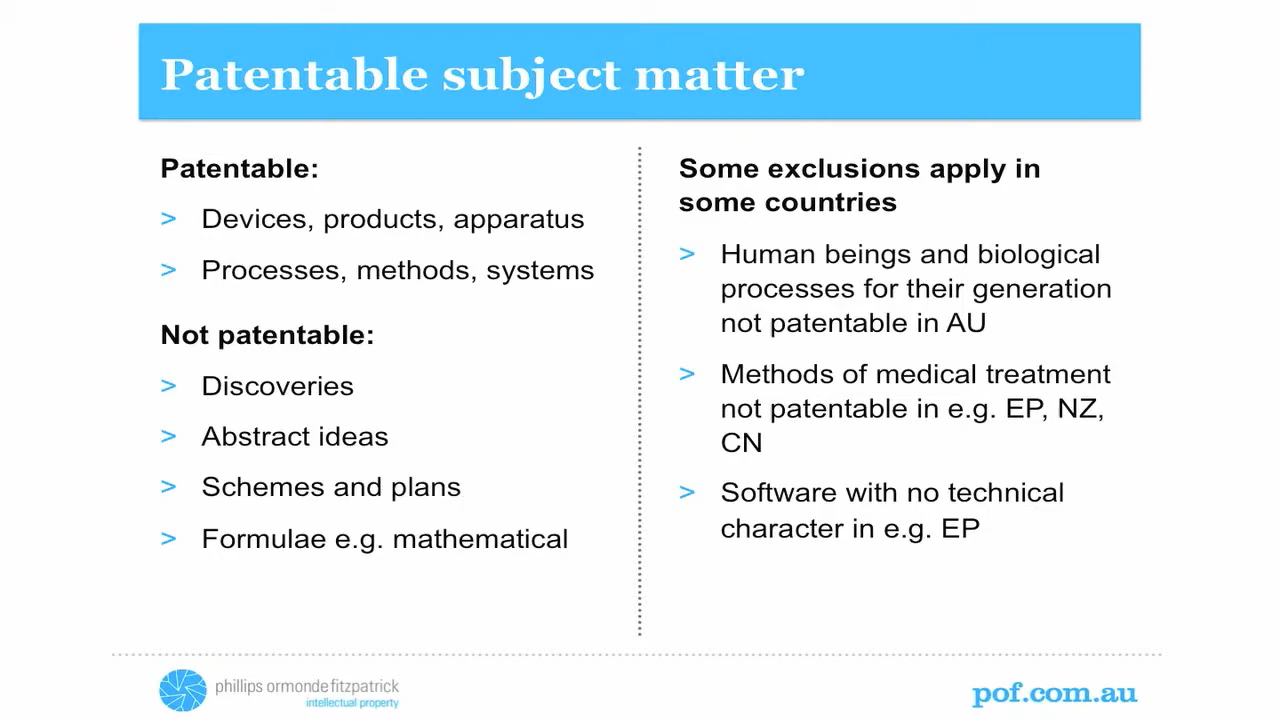 Patentable subject matter
Patentable:
> Devices, products, apparatus
> Processes, methods, systems
Not patentable:
> Discoveries
> Abstract ideas
> Schemes and plans
> Formulae e.g. mathematical
Some exclusions apply in
some countries
> Human beings and biological
processes for their generation
not patentable in AU
> Methods of medical treatment
not patentable in e.g. EP, NZ,
CN
> Software with no technical
character in e.g. EP
phillips ormonde fitzpatrick
intellectual property
pof.com.au